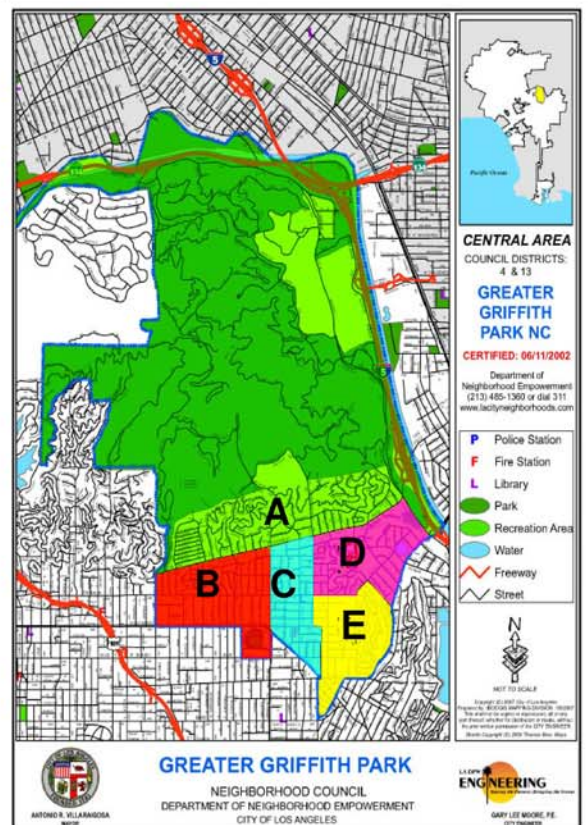 5
134
5
A
B
C
D
E
Pacific Ocean
CENTRAL AREA
COUNCIL DISTRICTS:
4 & 13
GREATER
GRIFFITH
PARK NC
CERTIFIED: 06/11/2002
Department of
Neighborhood Empowerment
(213) 485-1360 or dial 311
www.lacityneighborhoods.com
P Police Station
F Fire Station
L Library
Park
Recreation Area
Water
Freeway
Street
N
NOT TO SCALE
GREATER GRIFFITH PARK
NEIGHBORHOOD COUNCIL
DEPARTMENT OF NEIGHBORHOOD EMPOWERMENT
CITY OF LOS ANGELES
ANTONIO R. VILLARAIGOSA
MAYOR
ENGINEERING
GARY LEE MOORE, P.E.
CITY ENGINEER